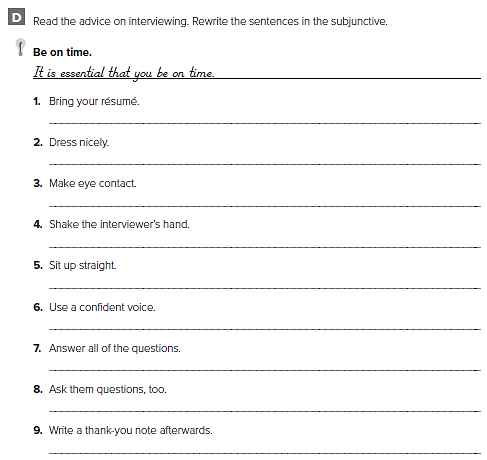 D Read the advice on interviewing. Rewrite the sentences in the subjunctive.
Be on time.
It is essential that you be on time.
1. Bring your résumé.
2. Dress nicely.
3. Make eye contact.
4. Shake the interviewer's hand.
5. Sit up straight.
6. Use a confident voice.
7. Answer all of the questions.
8. Ask them questions, too.
9. Write a thank-you note afterwards.